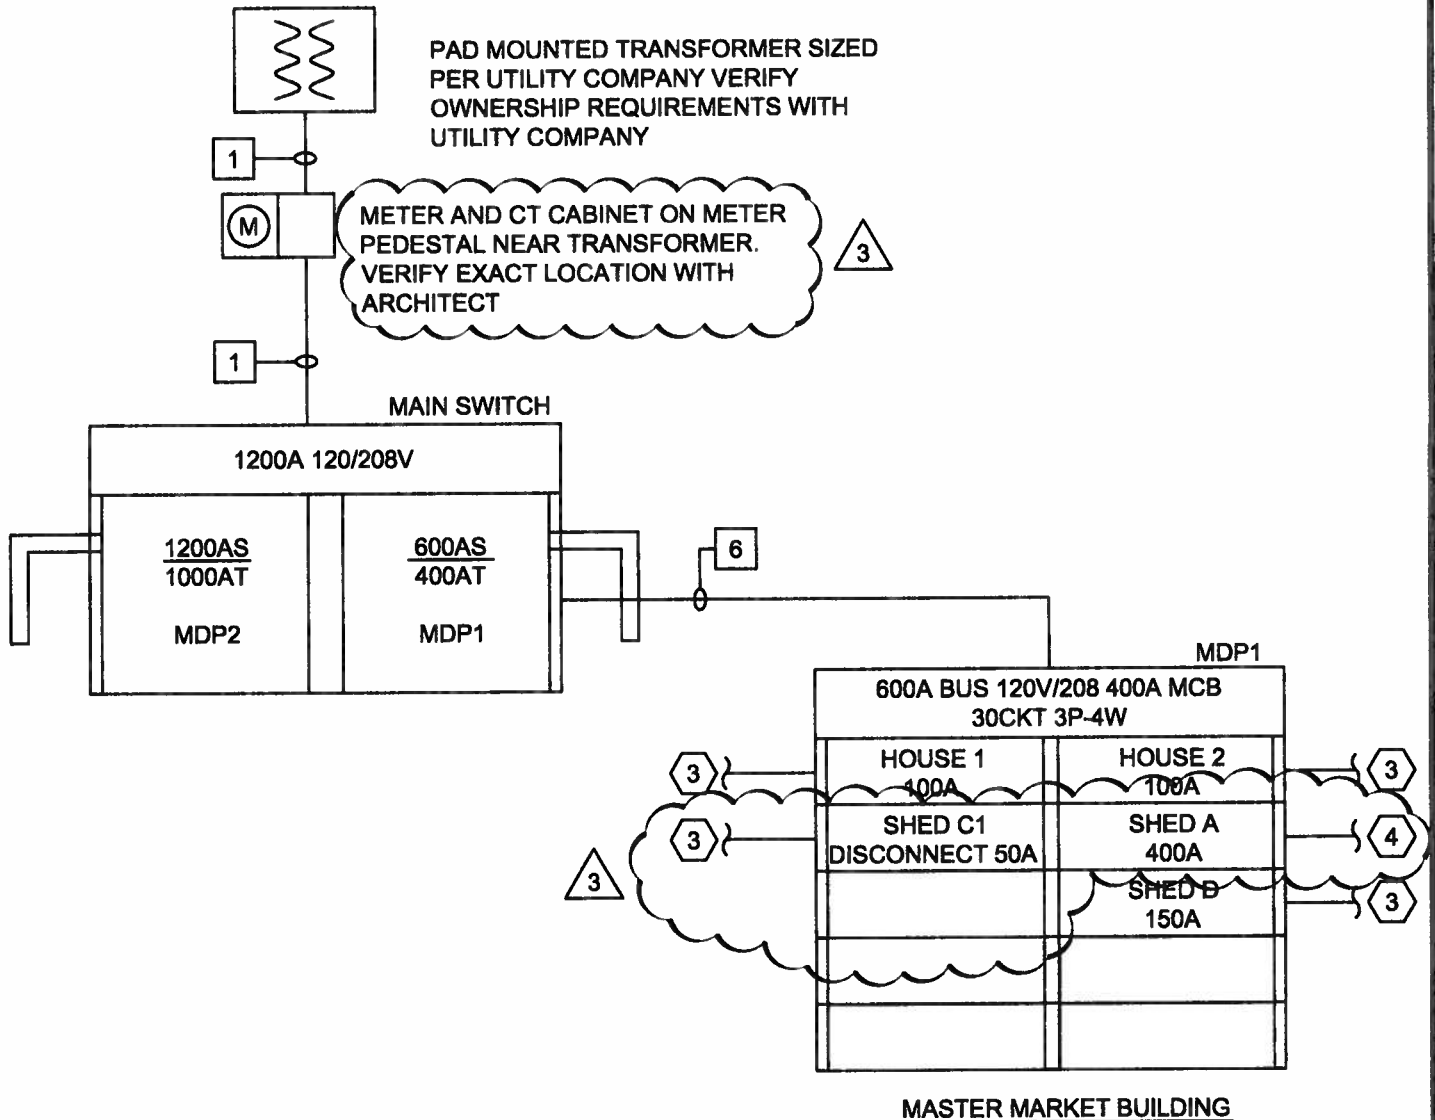 PAD MOUNTED TRANSFORMER SIZED
PER UTILITY COMPANY VERIFY
OWNERSHIP REQUIREMENTS WITH
UTILITY COMPANY
1
M
METER AND CT CABINET ON METER
PEDESTAL NEAR TRANSFORMER.
VERIFY EXACT LOCATION WITH
ARCHITECT
3
1
MAIN SWITCH
1200A 120/208V
1200AS
1000AT
MDP2
600AS
400AT
MDP1
6
MDP1
600A BUS 120V/208 400A MCB
30CKT 3P-4W
3
HOUSE 1
100A
HOUSE 2
100A
3
3
SHED C1
DISCONNECT 50A
SHED A
400A
4
3
SHED D
150A
3
MASTER MARKET BUILDING